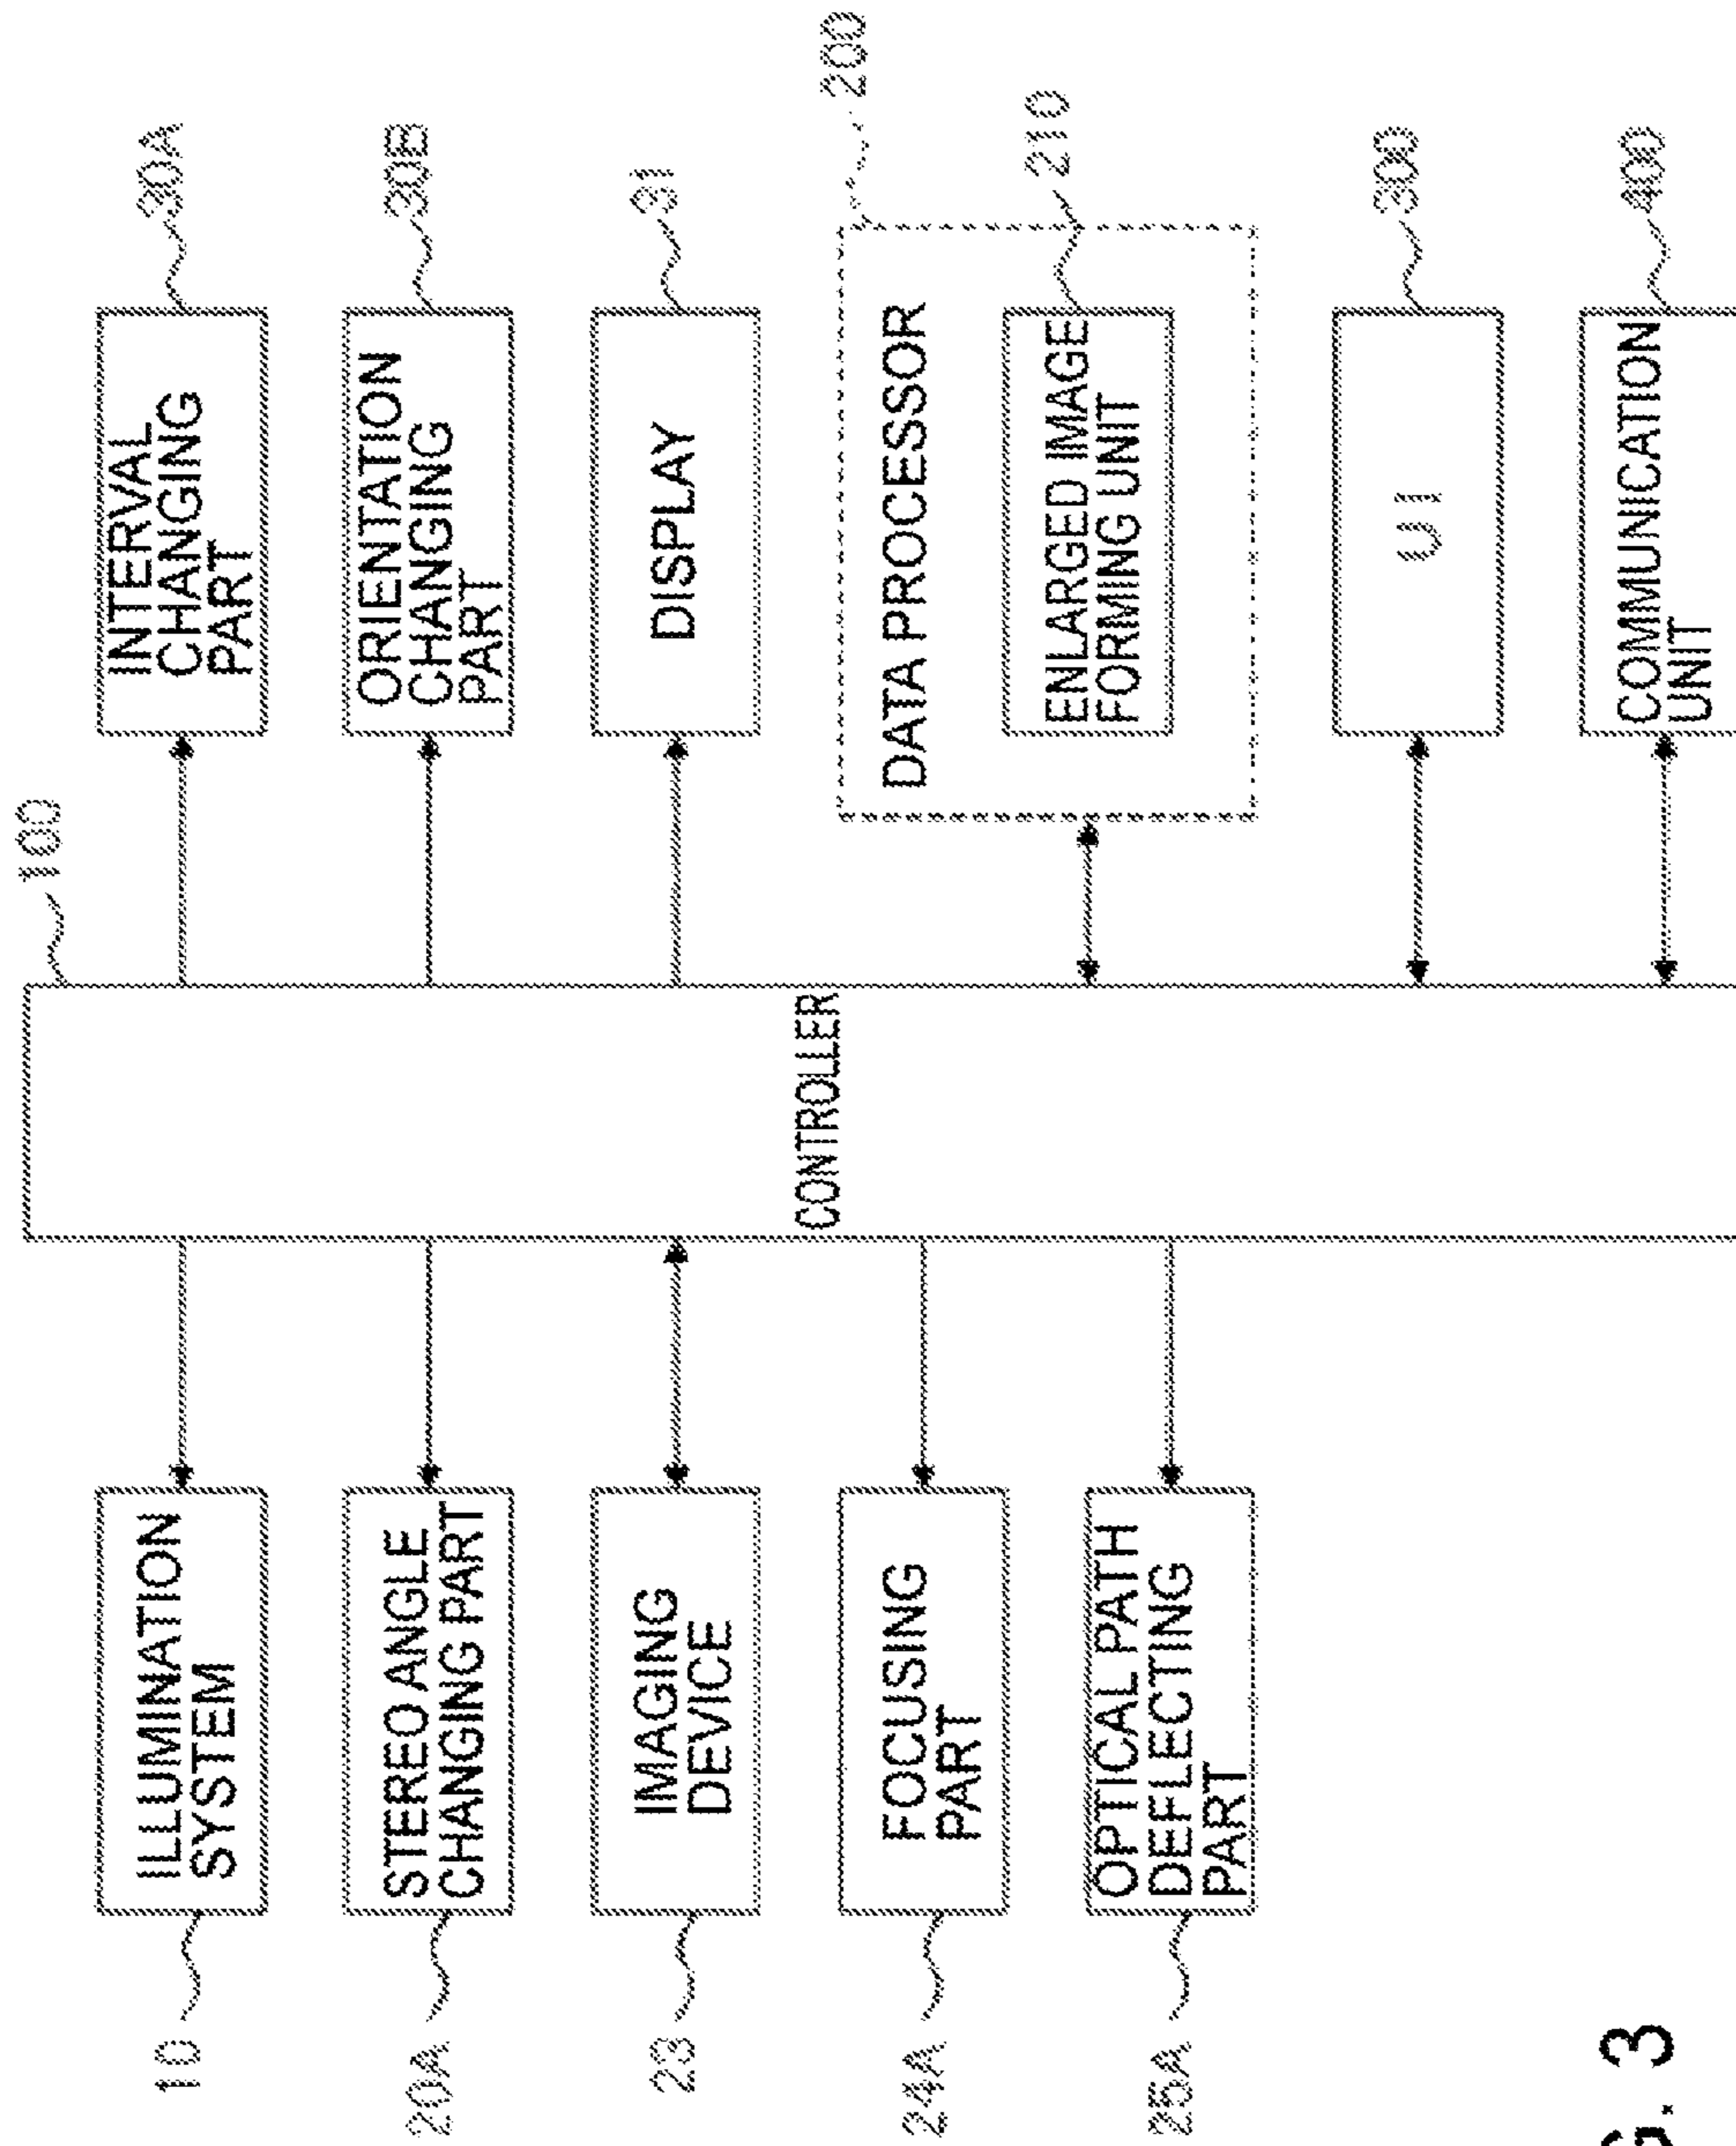 100
CONTROLLER
10
ILLUMINATION
SYSTEM
INTERVAL
CHANGING
PART
30A
20A
STEREO ANGLE
CHANGING PART
ORIENTATION
CHANGING
PART
30B
23
IMAGING
DEVICE
DISPLAY
31
24A
FOCUSING
PART
DATA PROCESSOR
200
25A
OPTICAL PATH
DEFLECTING
PART
ENLARGED IMAGE
FORMING UNIT
210
UI
300
COMMUNICATION
UNIT
400
G. 3